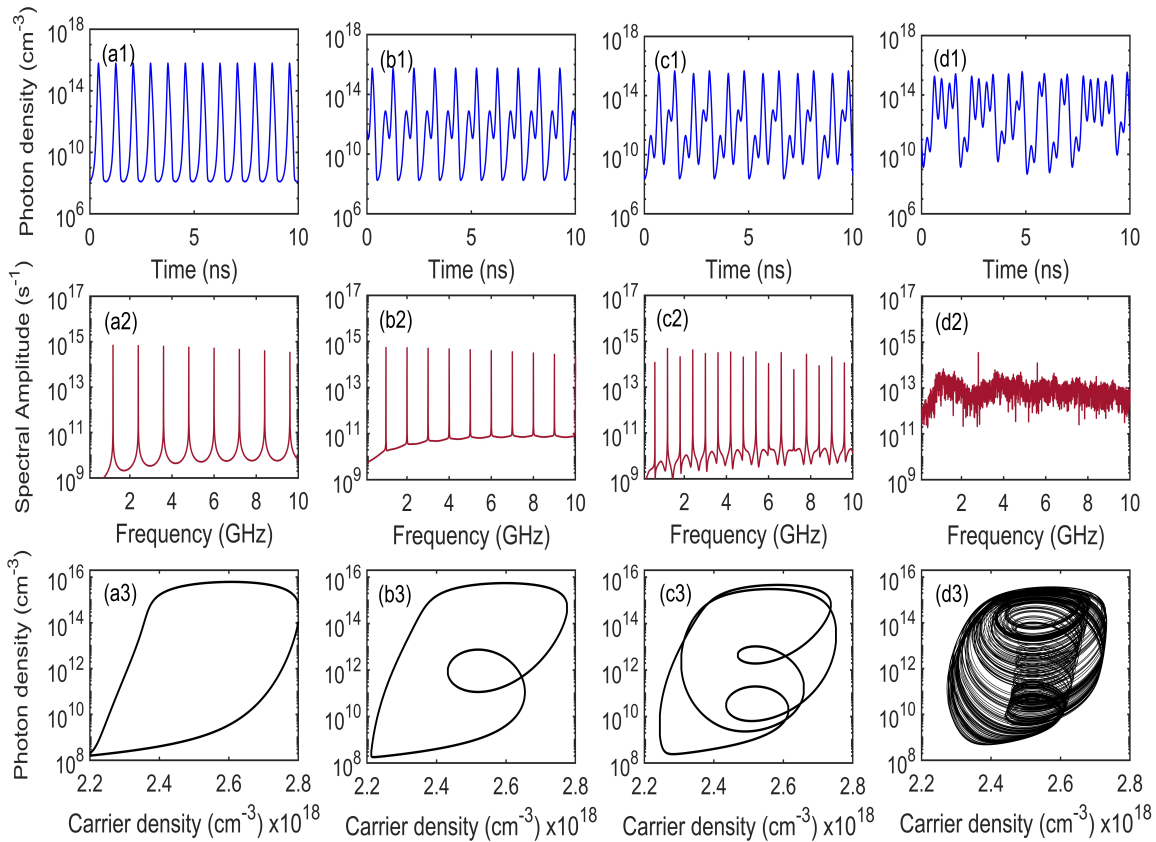 Photon density (cm-3)
10^18
10^14
10^10
10^6
(a1)
0
5
10
Time (ns)
10^18
10^14
10^10
10^6
(b1)
0
5
10
Time (ns)
10^18
10^14
10^10
10^6
(c1)
0
5
10
Time (ns)
10^18
10^14
10^10
10^6
(d1)
0
5
10
Time (ns)
Spectral Amplitude (s-1)
10^17
10^15
10^13
10^11
10^9
(a2)
2 4 6 8 10
Frequency (GHz)
10^17
10^15
10^13
10^11
10^9
(b2)
2 4 6 8 10
Frequency (GHz)
10^17
10^15
10^13
10^11
10^9
(c2)
2 4 6 8 10
Frequency (GHz)
10^17
10^15
10^13
10^11
10^9
(d2)
2 4 6 8 10
Frequency (GHz)
Photon density (cm-3)
10^16
10^14
10^12
10^10
10^8
(a3)
2.2 2.4 2.6 2.8
Carrier density (cm-3) x10^18
10^16
10^14
10^12
10^10
10^8
(b3)
2.2 2.4 2.6 2.8
Carrier density (cm-3) x10^18
10^16
10^14
10^12
10^10
10^8
(c3)
2.2 2.4 2.6 2.8
Carrier density (cm-3) x10^18
10^16
10^14
10^12
10^10
10^8
(d3)
2.2 2.4 2.6 2.8
Carrier density (cm-3) x10^18